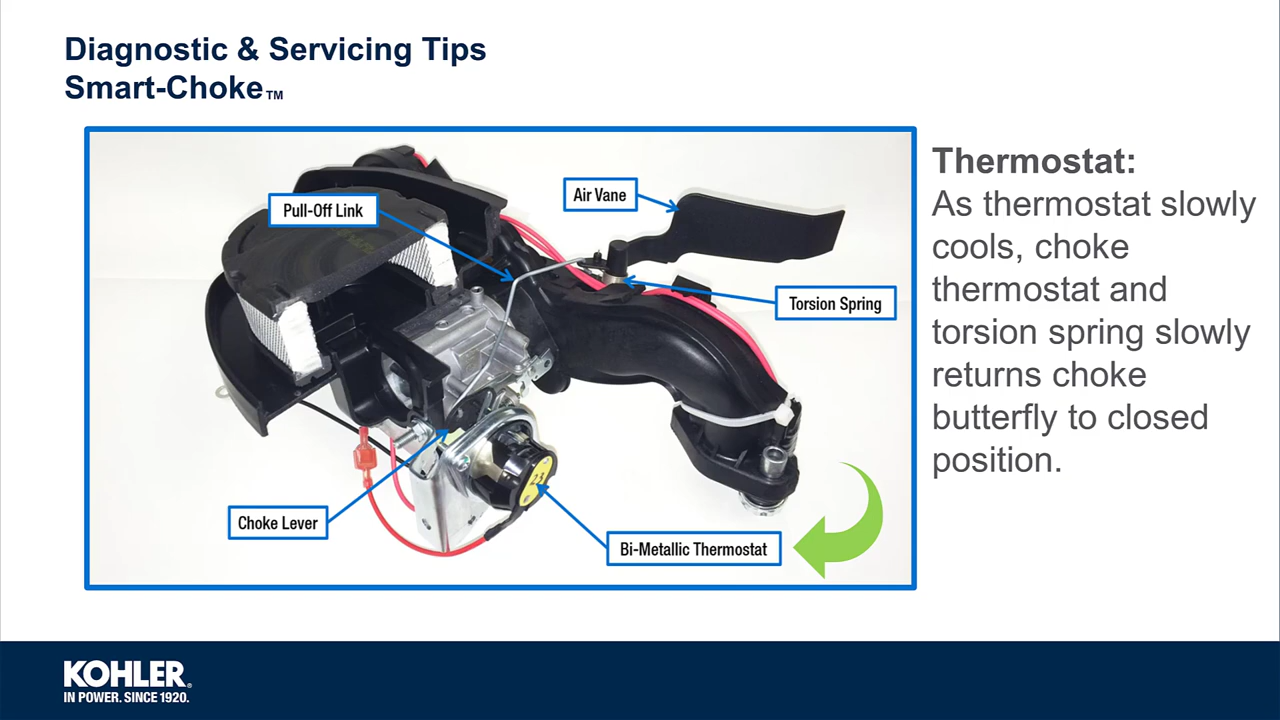 Diagnostic & Servicing Tips
Smart-Choke™
Pull-Off Link
Air Vane
Torsion Spring
Choke Lever
Bi-Metallic Thermostat
23
Thermostat:
As thermostat slowly
cools, choke
thermostat and
torsion spring slowly
returns choke
butterfly to closed
position.
KOHLER®
IN POWER. SINCE 1920.